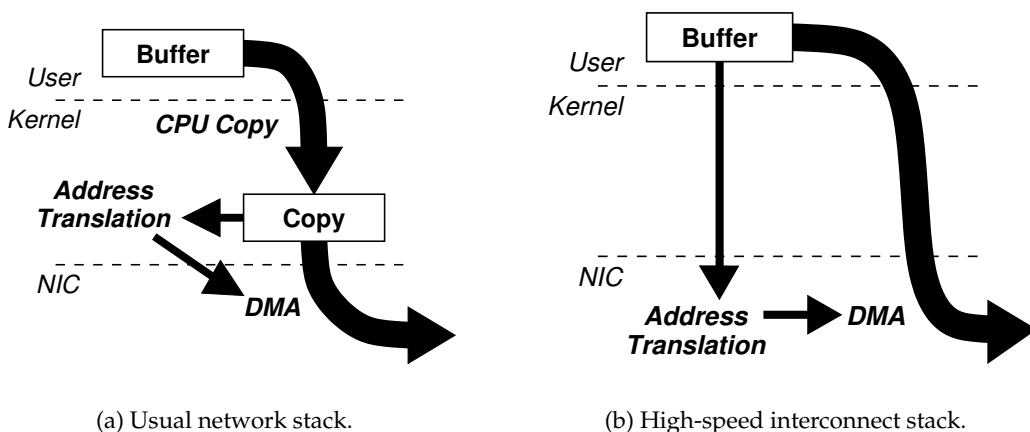 Buffer
User
Kernel
CPU Copy
Address
Translation
Copy
NIC
DMA
(a) Usual network stack.
Buffer
User
Kernel
NIC
Address
Translation
DMA
(b) High-speed interconnect stack.